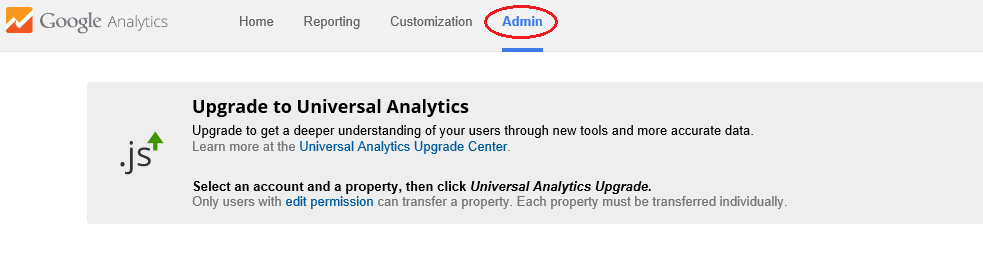 Google Analytics Home Reporting Customization Admin
Upgrade to Universal Analytics
Upgrade to get a deeper understanding of your users through new tools and more accurate data.
Learn more at the Universal Analytics Upgrade Center.
.js
Select an account and a property, then click Universal Analytics Upgrade.
Only users with edit permission can transfer a property. Each property must be transferred individually.